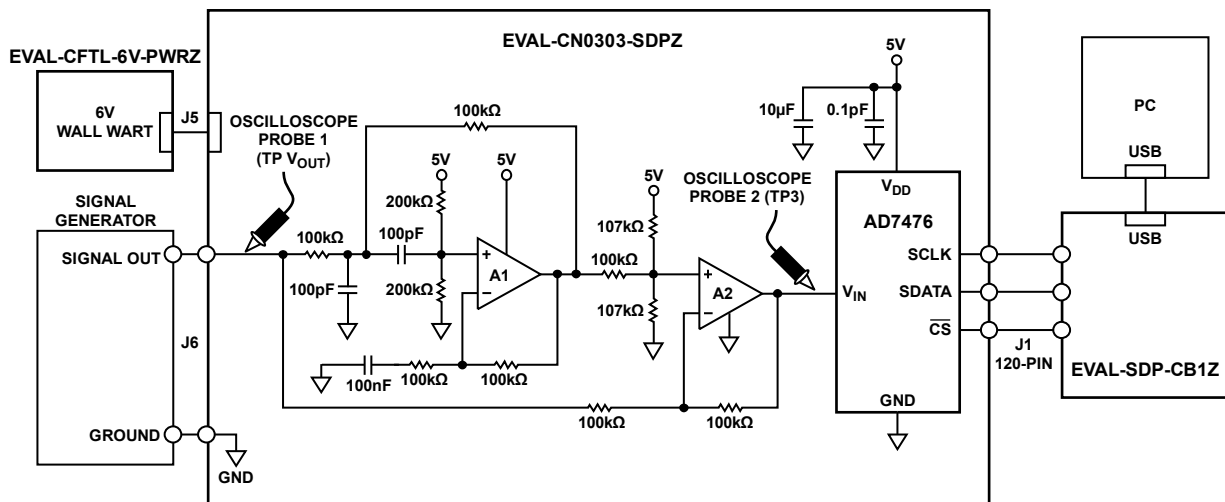 EVAL-CN0303-SDPZ
EVAL-CFTL-6V-PWRZ
6V
WALL WART
J5
OSCILLOSCOPE
PROBE 1
(TP VOUT)
SIGNAL
GENERATOR
SIGNAL OUT
J6
GROUND
GND
100kΩ
5V
5V
200kΩ
100kΩ
100pF
100pF
200kΩ
+
−
A1
100nF
100kΩ
100kΩ
5V
107kΩ
100kΩ
107kΩ
+
−
A2
100kΩ
100kΩ
OSCILLOSCOPE
PROBE 2 (TP3)
5V
10µF
0.1pF
VDD
AD7476
VIN
SCLK
SDATA
CS
GND
J1
120-PIN
PC
USB
USB
EVAL-SDP-CB1Z